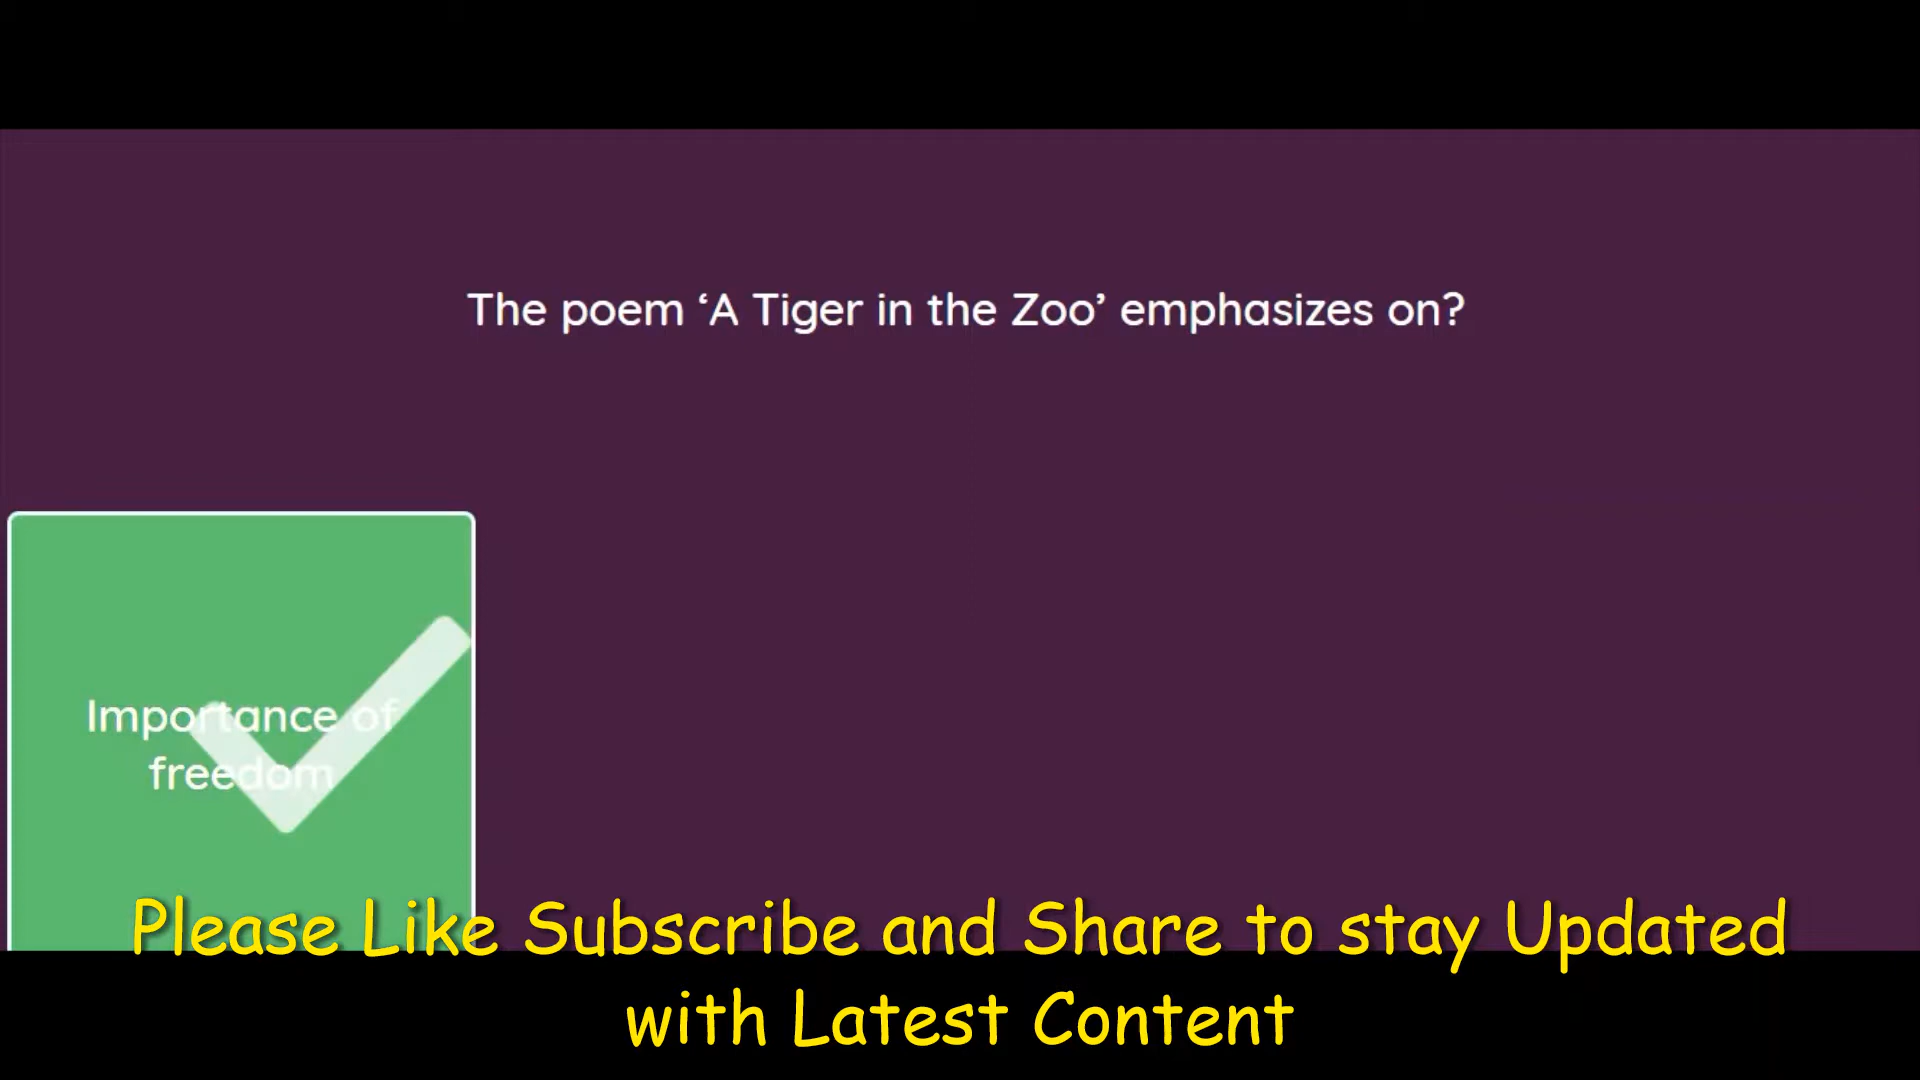 The poem ‘A Tiger in the Zoo’ emphasizes on?
Importance of
freedom
Please Like Subscribe and Share to stay Updated
with Latest Content